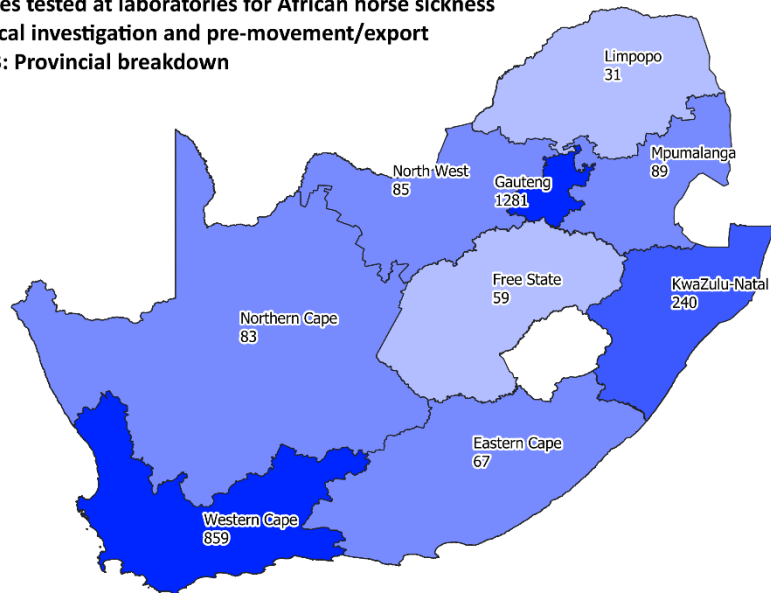 tested at laboratories for African horse sickness
investigation and pre-movement/export
Provincial breakdown
Limpopo
31
Mpumalanga
89
North West
85
Gauteng
1281
Free State
59
KwaZulu-Natal
240
Northern Cape
83
Eastern Cape
67
Western Cape
859